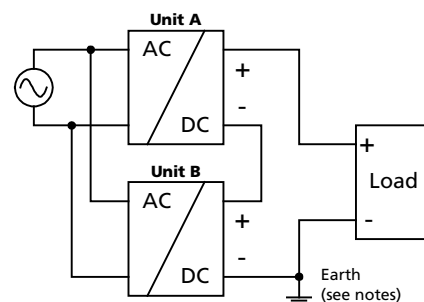 Unit A
AC
+
-
DC
Unit B
AC
+
-
DC
+
Load
-
Earth
(see notes)